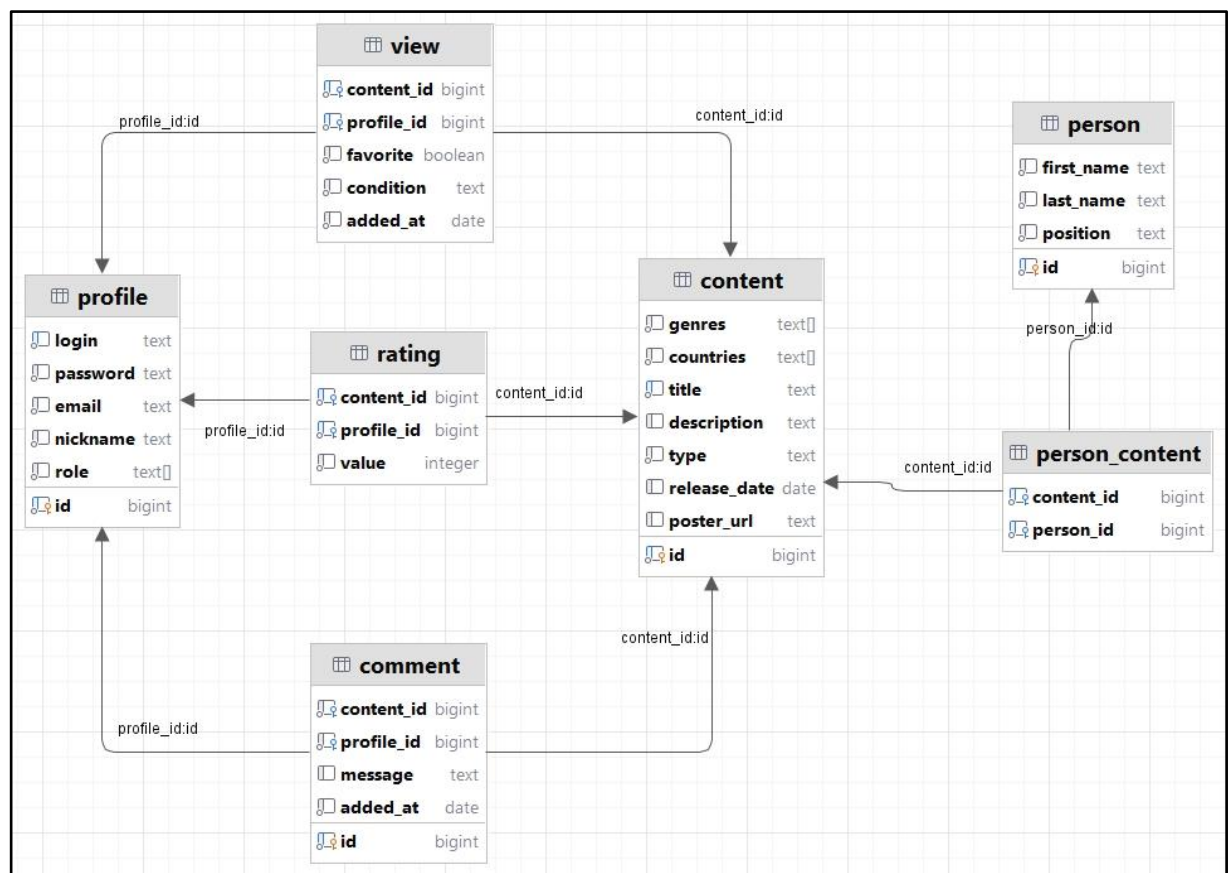 view
content_id bigint
profile_id bigint
favorite boolean
condition text
added_at date
profile_id:id
content_id:id
person
first_name text
last_name text
position text
id bigint
profile
login text
password text
email text
nickname text
role text[]
id bigint
rating
content_id bigint
profile_id bigint
value integer
profile_id:id
content_id:id
content
genres text[]
countries text[]
title text
description text
type text
release_date date
poster_url text
id bigint
person_id:id
person_content
content_id bigint
person_id bigint
content_id:id
comment
content_id bigint
profile_id bigint
message text
added_at date
id bigint
profile_id:id
content_id:id